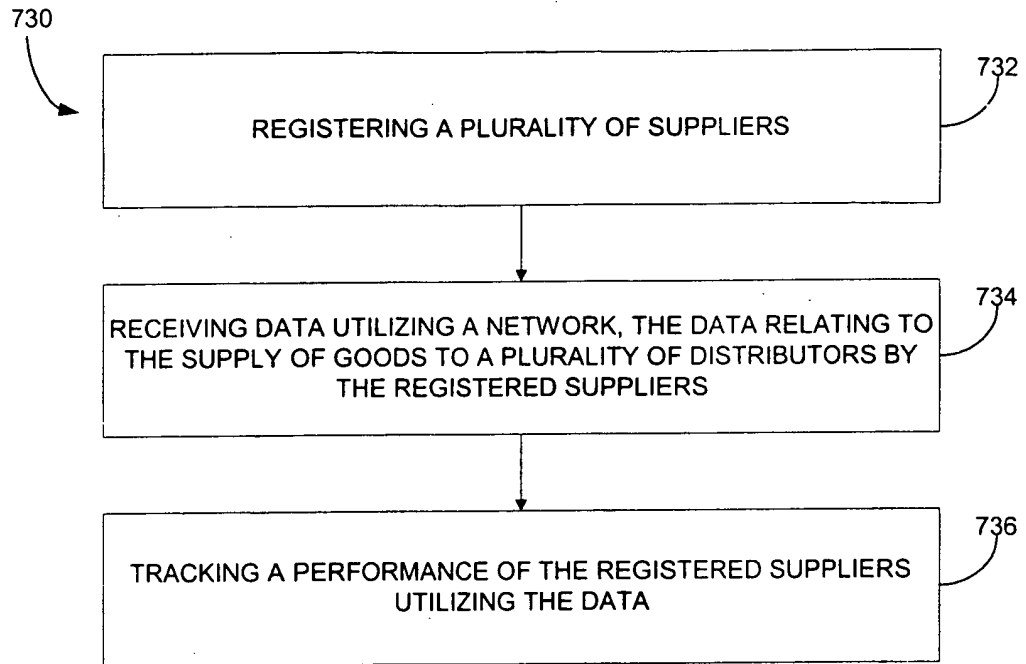 730
732
REGISTERING A PLURALITY OF SUPPLIERS
734
RECEIVING DATA UTILIZING A NETWORK, THE DATA RELATING TO
THE SUPPLY OF GOODS TO A PLURALITY OF DISTRIBUTORS BY
THE REGISTERED SUPPLIERS
736
TRACKING A PERFORMANCE OF THE REGISTERED SUPPLIERS
UTILIZING THE DATA